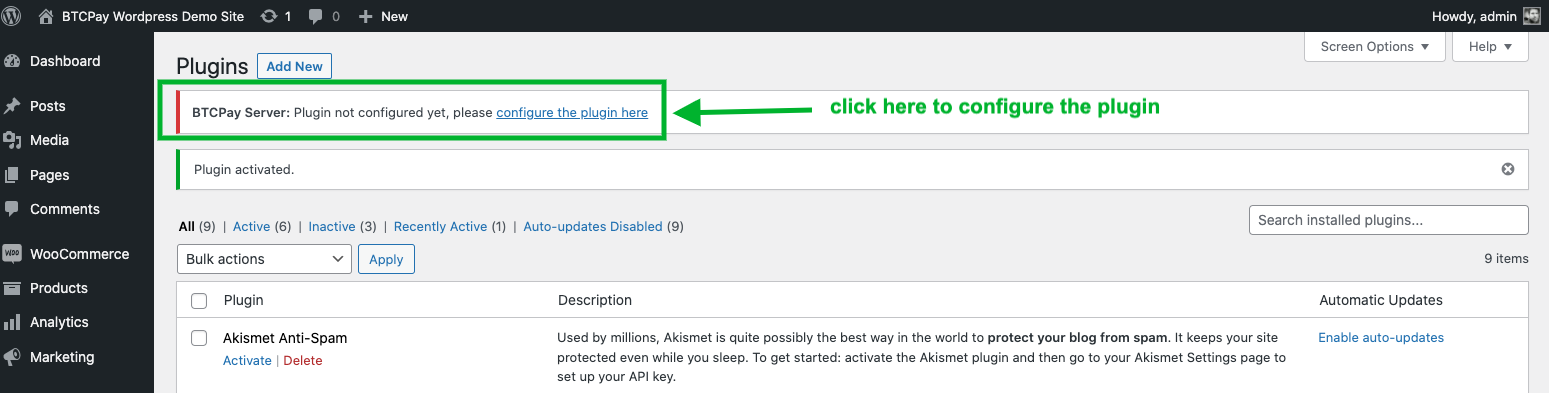 BTCPay Wordpress Demo Site 1 0 New Howdy, admin
Screen Options Help
Dashboard
Posts
Media
Pages
Comments
WOO WooCommerce
Products
Analytics
Marketing
Plugins Add New
BTCPay Server: Plugin not configured yet, please configure the plugin here
click here to configure the plugin
Plugin activated.
All (9) | Active (6) | Inactive (3) | Recently Active (1) | Auto-updates Disabled (9)
Search installed plugins...
Bulk actions Apply
9 items
Plugin Description Automatic Updates
Akismet Anti-Spam
Activate | Delete
Used by millions, Akismet is quite possibly the best way in the world to protect your blog from spam. It keeps your site
protected even while you sleep. To get started: activate the Akismet plugin and then go to your Akismet Settings page to
set up your API key.
Enable auto-updates